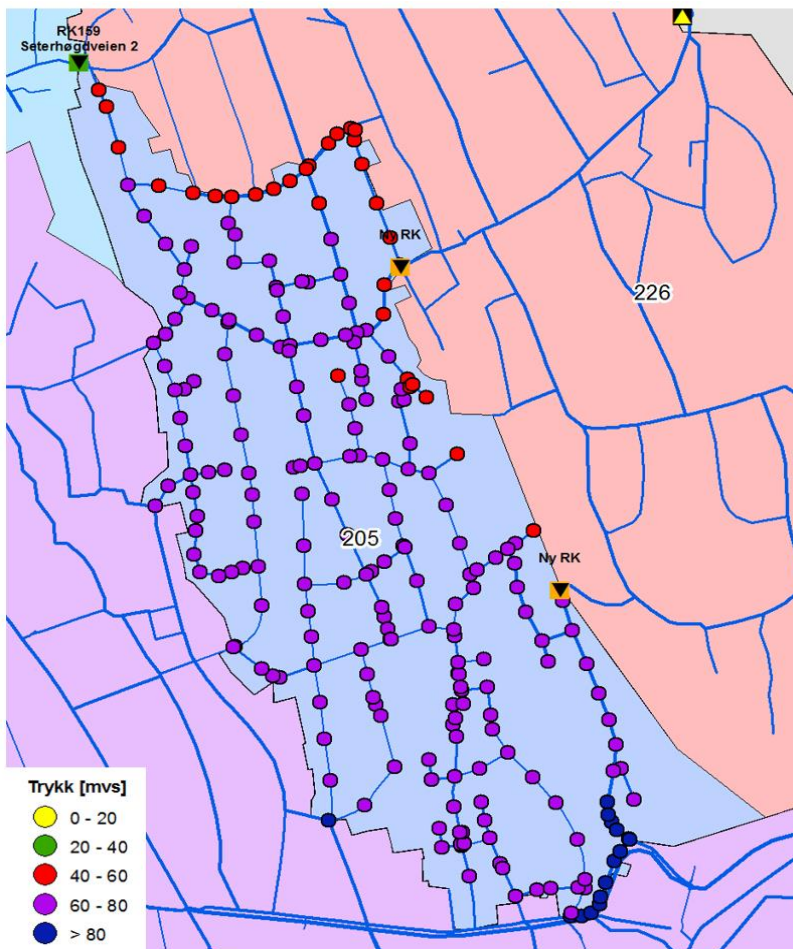 RK159
Seterhøgdveien 2
Ny RK
226
205
Ny RK
Trykk [mvs]
0 - 20
20 - 40
40 - 60
60 - 80
> 80